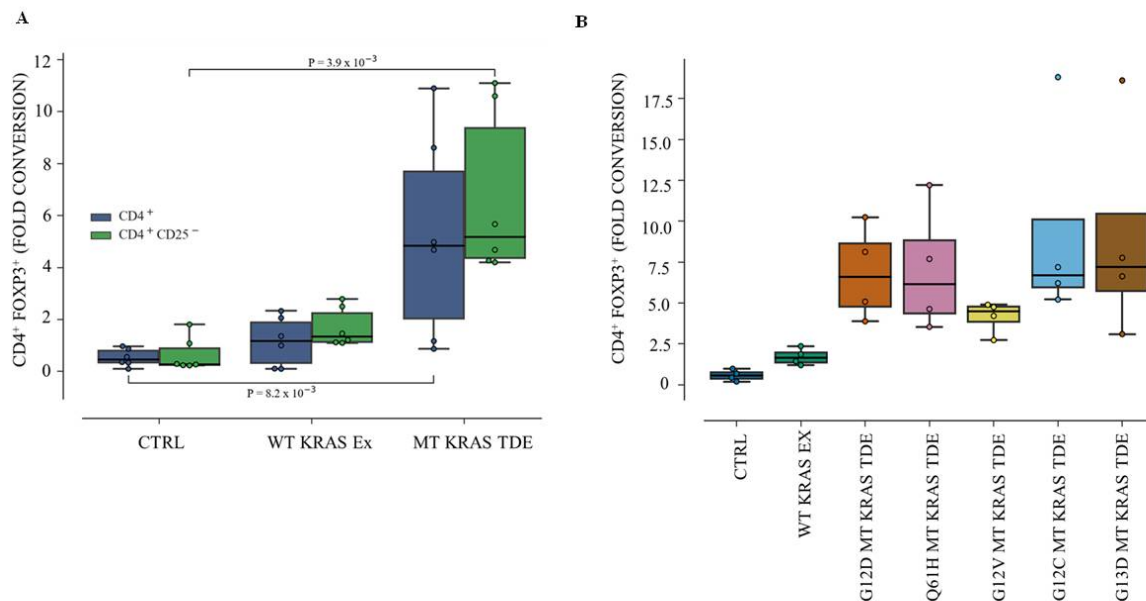 A
CD4⁺ FOXP3⁺ (FOLD CONVERSION)
12
10
8
6
4
2
0
P = 3.9 x 10⁻³
CD4⁺
CD4⁺ CD25⁻
P = 8.2 x 10⁻³
CTRL
WT KRAS Ex
MT KRAS TDE
B
CD4⁺ FOXP3⁺ (FOLD CONVERSION)
17.5
15.0
12.5
10.0
7.5
5.0
2.5
0
CTRL
WT KRAS EX
G12D MT KRAS TDE
Q61H MT KRAS TDE
G12V MT KRAS TDE
G12C MT KRAS TDE
G13D MT KRAS TDE